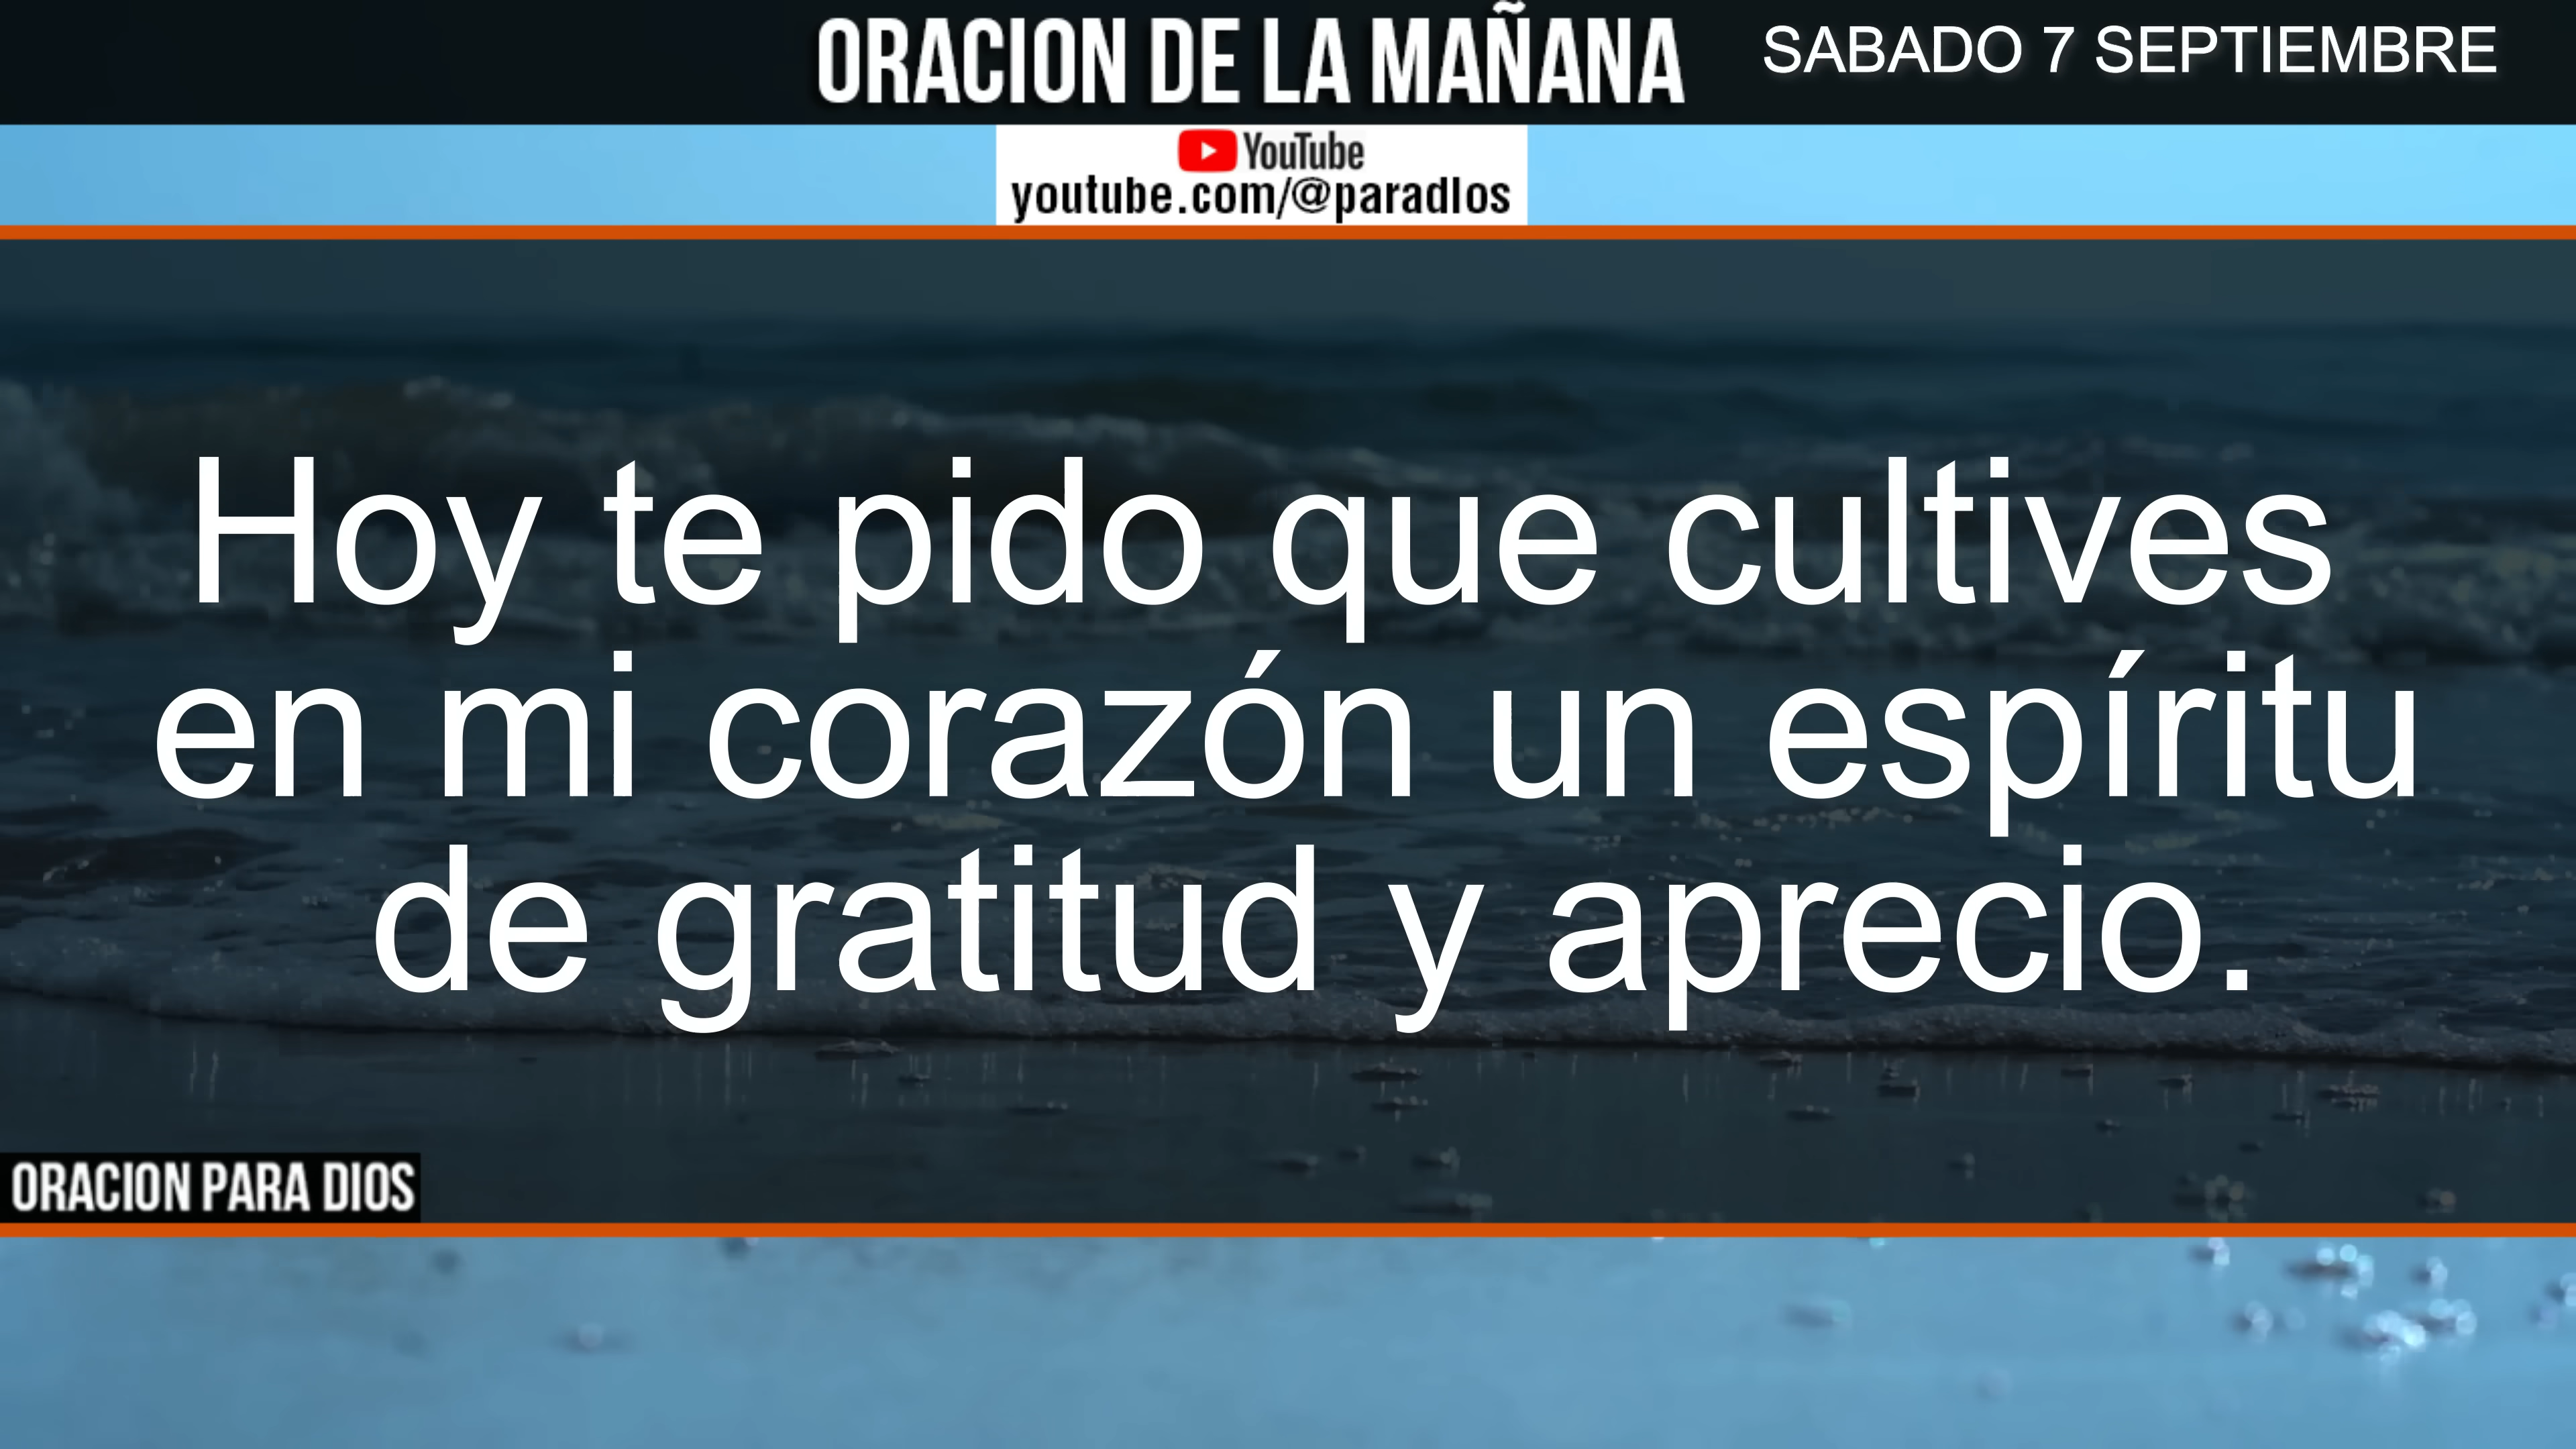 ORACION DE LA MAÑANA
SABADO 7 SEPTIEMBRE
YouTube
youtube.com/@paradIos
Hoy te pido que cultives
en mi corazón un espíritu
de gratitud y aprecio.
ORACION PARA DIOS